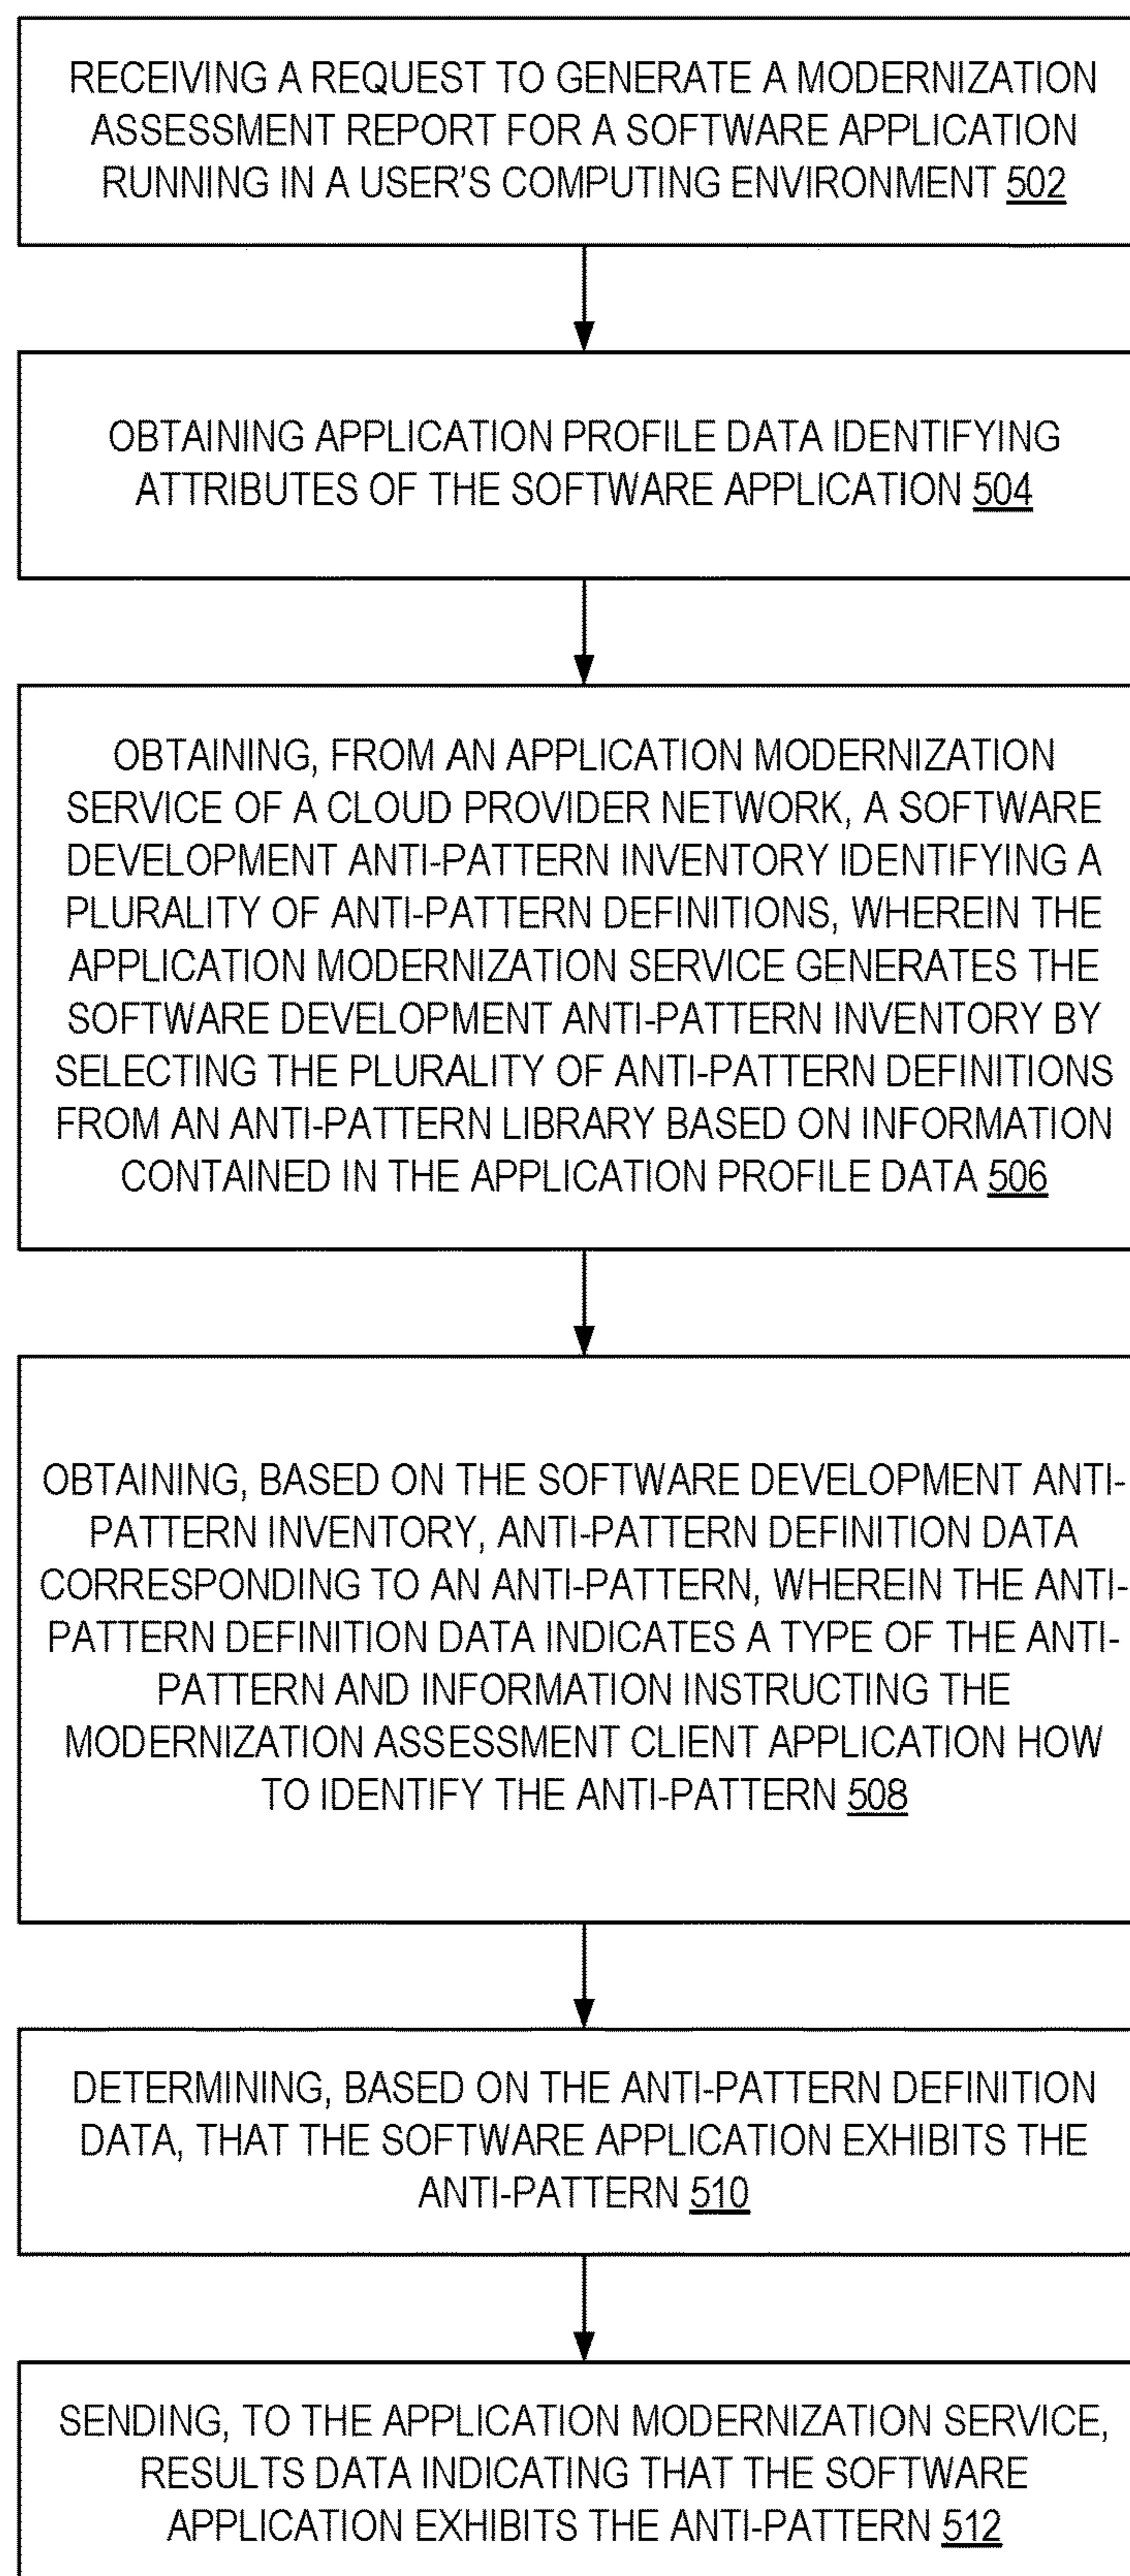 RECEIVING A REQUEST TO GENERATE A MODERNIZATION
ASSESSMENT REPORT FOR A SOFTWARE APPLICATION
RUNNING IN A USER'S COMPUTING ENVIRONMENT 502
OBTAINING APPLICATION PROFILE DATA IDENTIFYING
ATTRIBUTES OF THE SOFTWARE APPLICATION 504
OBTAINING, FROM AN APPLICATION MODERNIZATION
SERVICE OF A CLOUD PROVIDER NETWORK, A SOFTWARE
DEVELOPMENT ANTI-PATTERN INVENTORY IDENTIFYING A
PLURALITY OF ANTI-PATTERN DEFINITIONS, WHEREIN THE
APPLICATION MODERNIZATION SERVICE GENERATES THE
SOFTWARE DEVELOPMENT ANTI-PATTERN INVENTORY BY
SELECTING THE PLURALITY OF ANTI-PATTERN DEFINITIONS
FROM AN ANTI-PATTERN LIBRARY BASED ON INFORMATION
CONTAINED IN THE APPLICATION PROFILE DATA 506
OBTAINING, BASED ON THE SOFTWARE DEVELOPMENT ANTI-
PATTERN INVENTORY, ANTI-PATTERN DEFINITION DATA
CORRESPONDING TO AN ANTI-PATTERN, WHEREIN THE ANTI-
PATTERN DEFINITION DATA INDICATES A TYPE OF THE ANTI-
PATTERN AND INFORMATION INSTRUCTING THE
MODERNIZATION ASSESSMENT CLIENT APPLICATION HOW
TO IDENTIFY THE ANTI-PATTERN 508
DETERMINING, BASED ON THE ANTI-PATTERN DEFINITION
DATA, THAT THE SOFTWARE APPLICATION EXHIBITS THE
ANTI-PATTERN 510
SENDING, TO THE APPLICATION MODERNIZATION SERVICE,
RESULTS DATA INDICATING THAT THE SOFTWARE
APPLICATION EXHIBITS THE ANTI-PATTERN 512